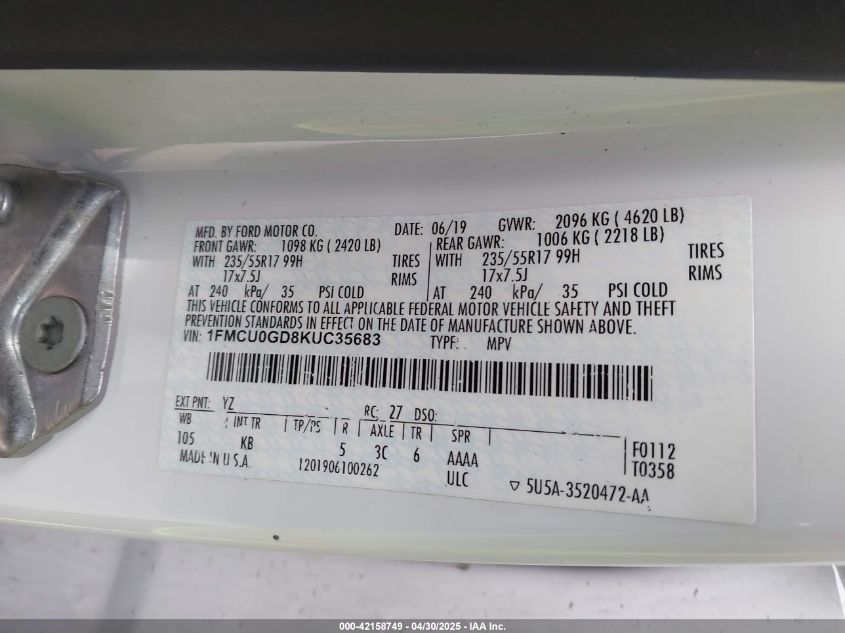 MFD. BY FORD MOTOR CO. DATE: 06/19 GVWR: 2096 KG ( 4620 LB)
FRONT GAWR: 1098 KG ( 2420 LB) REAR GAWR: 1006 KG ( 2218 LB)
WITH 235/55R17 99H TIRES WITH 235/55R17 99H TIRES
17x7.5J RIMS 17x7.5J RIMS
AT 240 kPa/ 35 PSI COLD AT 240 kPa/ 35 PSI COLD
THIS VEHICLE CONFORMS TO ALL APPLICABLE FEDERAL MOTOR VEHICLE SAFETY AND THEFT
PREVENTION STANDARDS IN EFFECT ON THE DATE OF MANUFACTURE SHOWN ABOVE.
VIN: 1FMCU0GD8KUC35683 TYPE: MPV
EXT PNT: YZ RC: 27 DSO:
WB INT TR TP/PS R AXLE TR SPR
105 KB 5 3C 6 AAAA
F0112
T0358
MADE IN U.S.A. 1201906100262 ULC
▽ 5U5A-3520472-AA
000-42158749 - 04/30/2025 - IAA Inc.